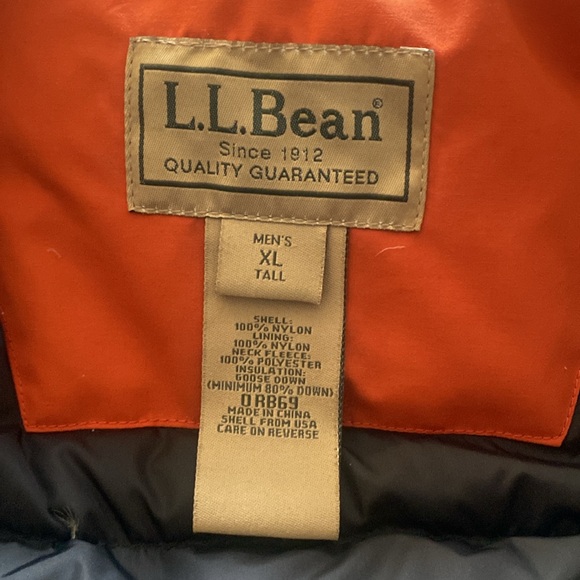 L.L.Bean®
Since 1912
QUALITY GUARANTEED
MEN'S
XL
TALL
SHELL:
100% NYLON
LINING:
100% NYLON
NECK FLEECE:
100% POLYESTER
INSULATION:
GOOSE DOWN
(MINIMUM 80% DOWN)
0RB69
MADE IN CHINA
SHELL FROM USA
CARE ON REVERSE